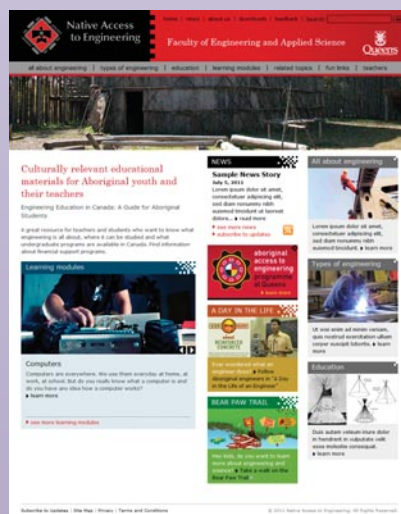 Native Access
to Engineering
home | news | about us | downloads | feedback | Search
Faculty of Engineering and Applied Science
Queen's
all about engineering | types of engineering | education | learning modules | related topics | fun links | teachers
Culturally relevant educational
materials for Aboriginal youth and
their teachers
Engineering Education in Canada: A Guide for Aboriginal
Students
A great resource for teachers and students who want to know what
engineering is all about, where it can be studied and what
undergraduate programs are available in Canada. Find information
about financial support programs.
Learning modules
Computers
Computers are everywhere. We use them everyday at home, at
work, at school. But do you really know what a computer is and
do you have any idea how a computer works?
learn more
see more learning modules
NEWS
Sample News Story
July 5, 2011
Lorem ipsum dolor sit amet,
consectetuer adipiscing elit,
sed diam nonummy nibh
euismod tincidunt ut laoreet
dolore... read more
see more news
subscribe to updates
aboriginal
access to
engineering
programme
at Queens
learn more
A DAY IN THE LIFE
REINFORCED
CONCRETE
Ever wondered what an
engineer does? Follow
Aboriginal engineers in "A Day
in the Life of an Engineer"
BEAR PAW TRAIL
Hey kids, do you want to learn
more about engineering and
science? Take a walk on the
Bear Paw Trail
All about engineering
Lorem ipsum dolor sit amet,
consectetuer adipiscing elit,
sed diam nonummy nibh
euismod tincidunt. learn more
Types of engineering
Ut wisi enim ad minim veniam,
quis nostrud exercitation ullam
corper suscipit lobortis. learn
more
Education
Duis autem veleum iriure dolor
in hendrerit in vulputate velit
esse molestie consequat.
learn more
Subscribe to Updates | Site Map | Privacy | Terms and Conditions
© 2011 Native Access to Engineering. All Rights Reserved.